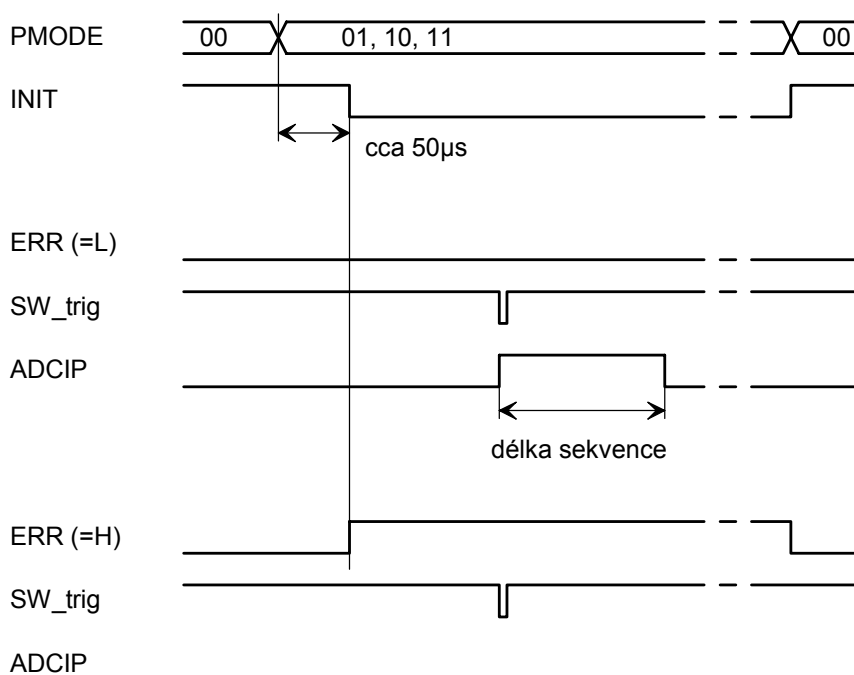 PMODE 00 01, 10, 11 00
INIT
cca 50µs
ERR (=L)
SW_trig
ADCIP
délka sekvence
ERR (=H)
SW_trig
ADCIP